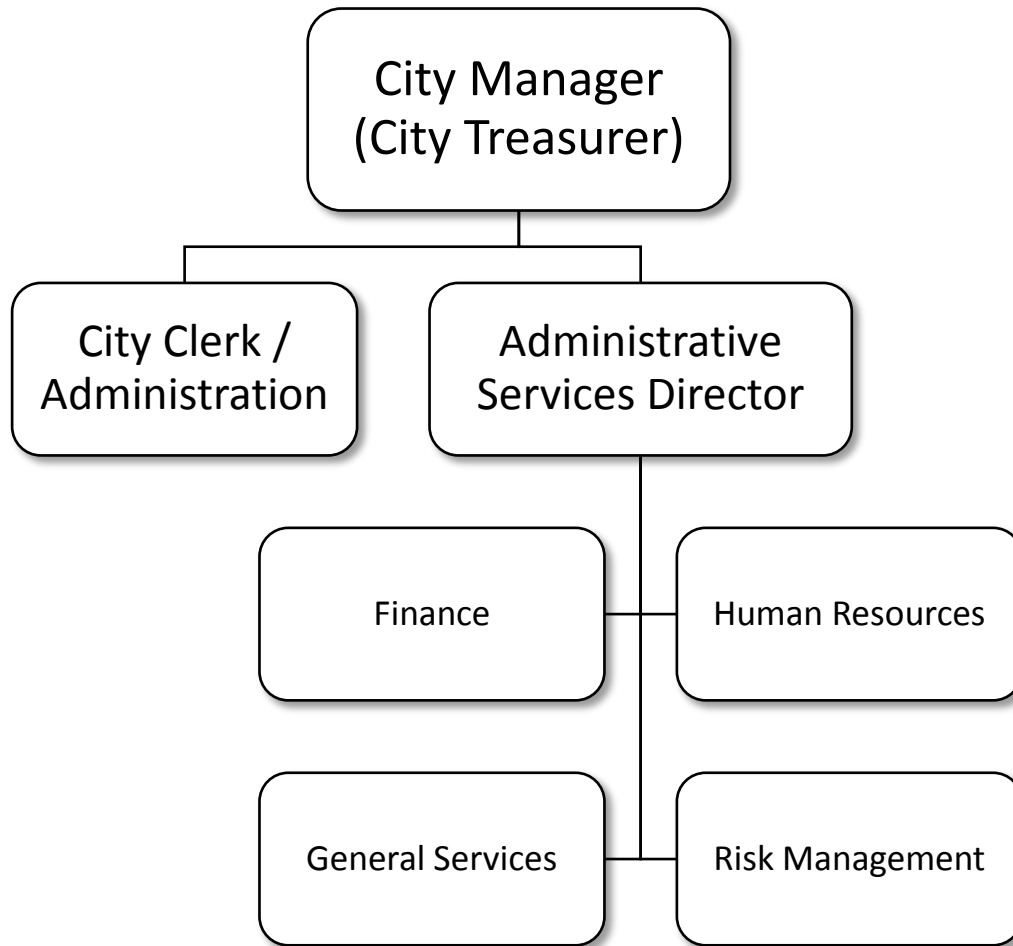 City Manager
(City Treasurer)
City Clerk /
Administration
Administrative
Services Director
Finance
Human Resources
General Services
Risk Management